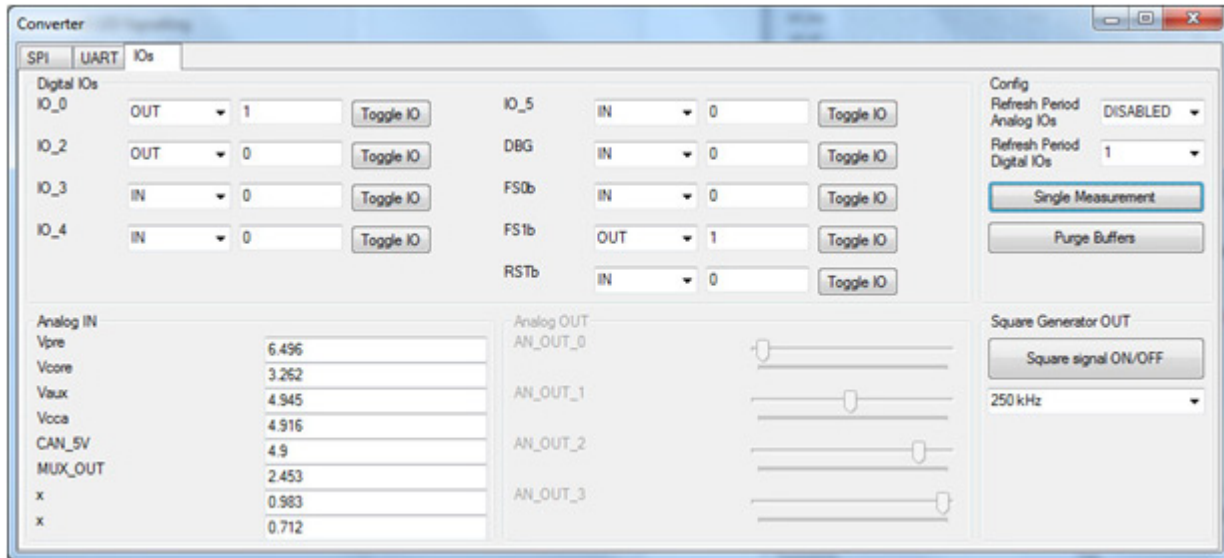 Converter
SPI UART IOs
Digital IOs
IO_0 OUT 1 Toggle IO
IO_2 OUT 0 Toggle IO
IO_3 IN 0 Toggle IO
IO_4 IN 0 Toggle IO
IO_5 IN 0 Toggle IO
DBG IN 0 Toggle IO
FS0b IN 0 Toggle IO
FS1b OUT 1 Toggle IO
RSTb IN 0 Toggle IO
Config
Refresh Period
Analog IOs DISABLED
Refresh Period
Digital IOs 1
Single Measurement
Purge Buffers
Analog IN
Vpre 6.496
Vcore 3.262
Vaux 4.945
Vcca 4.916
CAN_5V 4.9
MUX_OUT 2.453
x 0.983
x 0.712
Analog OUT
AN_OUT_0
AN_OUT_1
AN_OUT_2
AN_OUT_3
Square Generator OUT
Square signal ON/OFF
250 kHz